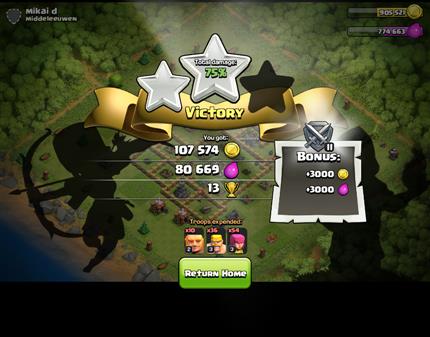 Mikai d
Middeleeuwen
905 521
774 663
Total damage:
75%
Victory
You got:
107 574
80 669
13
II
Bonus:
+3000
+3000
Troops expended:
x10 x36 x54
2 3 3
Return Home